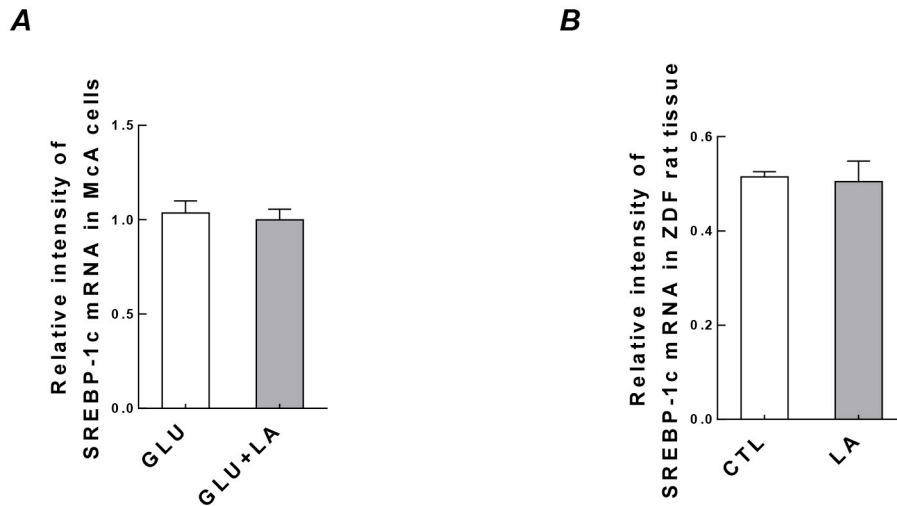 A
B
Relative intensity of
SREBP-1c mRNA in McA cells
1.5
1.0
0.5
0.0
GLU
GLU+LA
Relative intensity of
SREBP-1c mRNA in ZDF rat tissue
0.6
0.4
0.2
0.0
CTL
LA